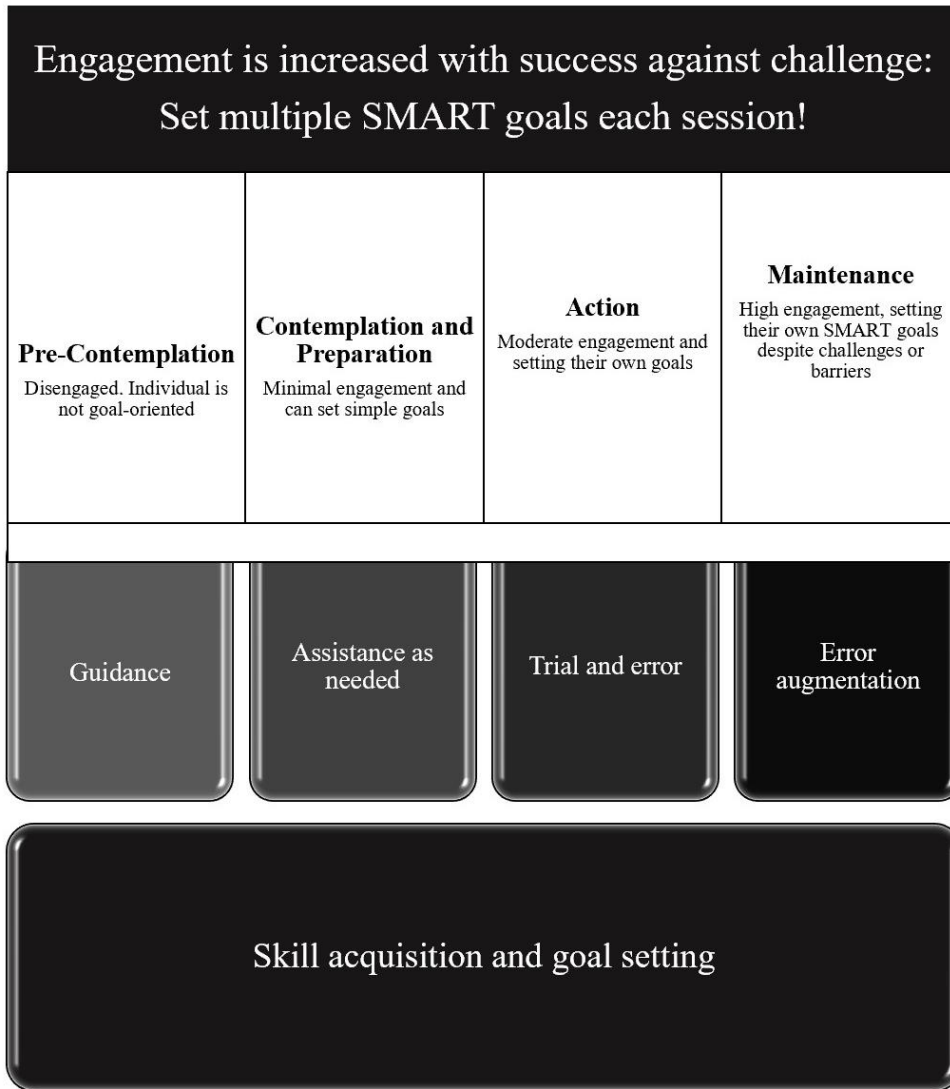 Engagement is increased with success against challenge:
Set multiple SMART goals each session!
Pre-Contemplation
Disengaged. Individual is
not goal-oriented
Contemplation and
Preparation
Minimal engagement and
can set simple goals
Action
Moderate engagement and
setting their own goals
Maintenance
High engagement, setting
their own SMART goals
despite challenges or
barriers
Guidance
Assistance as
needed
Trial and error
Error
augmentation
Skill acquisition and goal setting